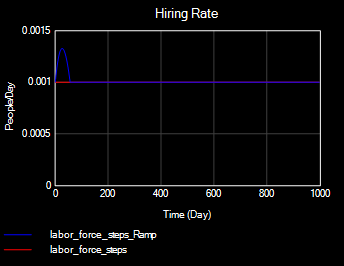 Hiring Rate
0.0015
0.001
0.0005
0
People/Day
0 200 400 600 800 1000
Time (Day)
labor_force_steps_Ramp
labor_force_steps